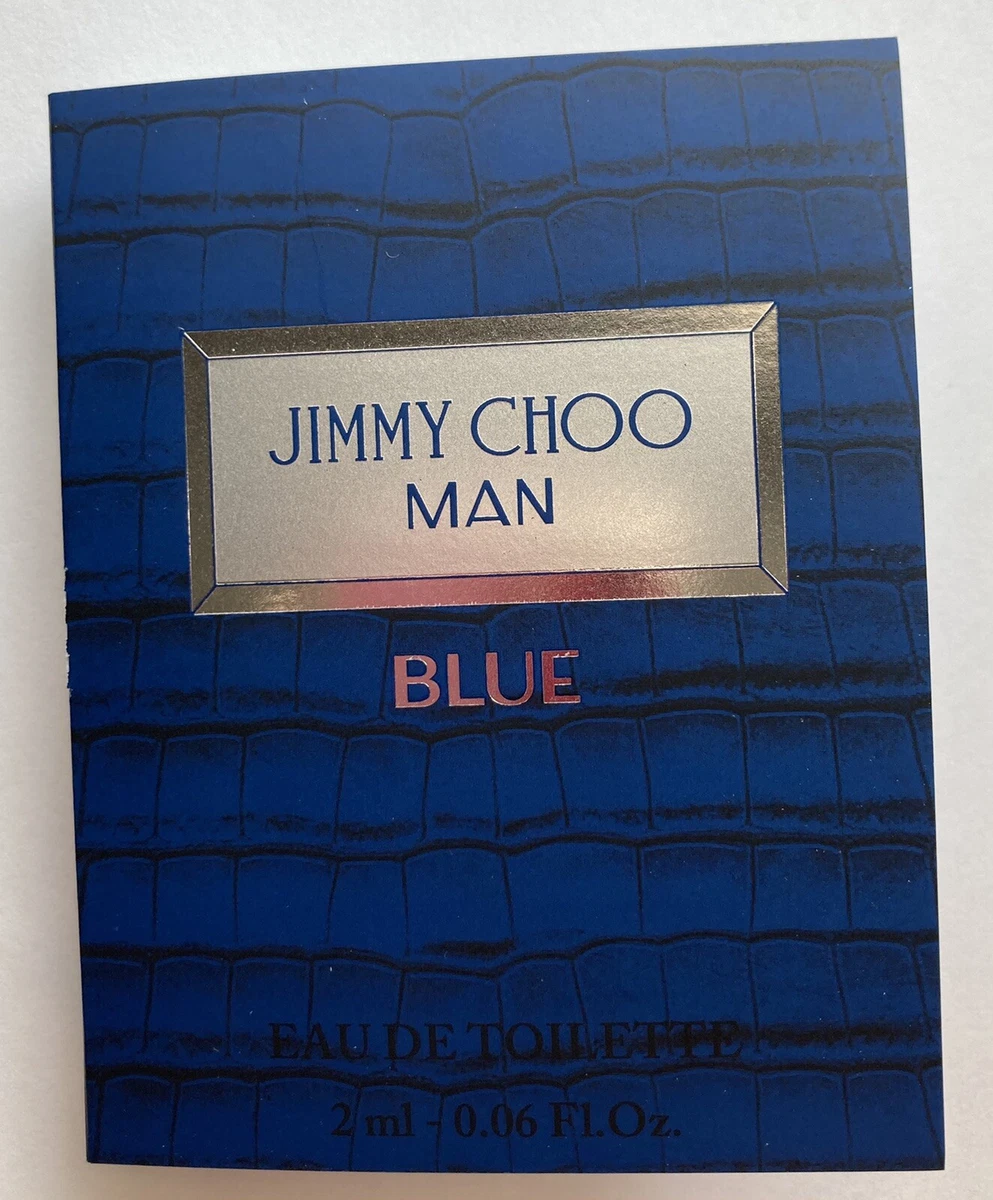 JIMMY CHOO
MAN
BLUE
EAU DE TOILETTE
2 ml - 0.06 Fl.Oz.